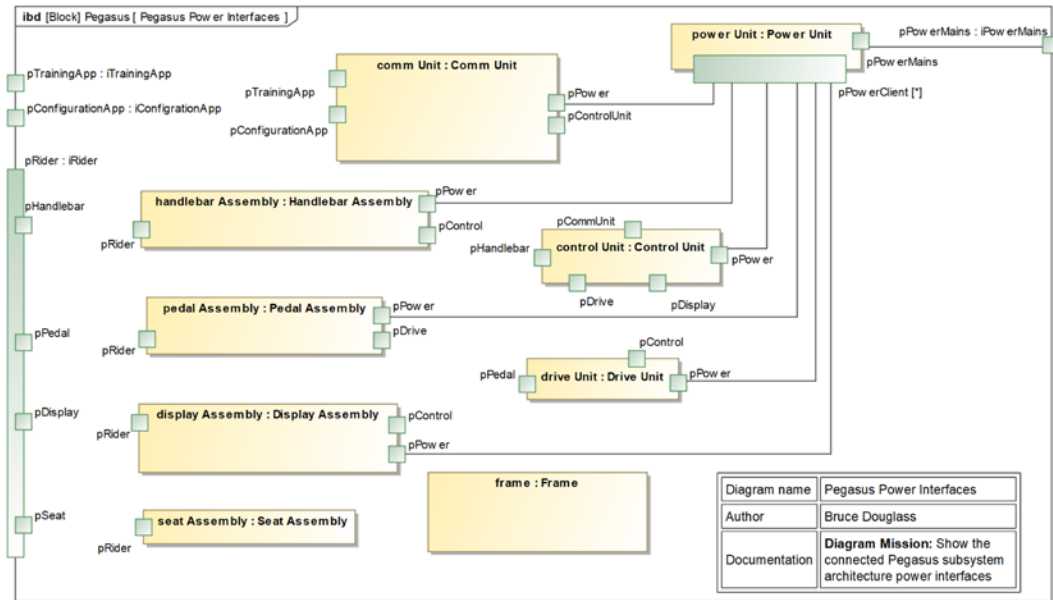 ibd [Block] Pegasus [ Pegasus Power Interfaces ]
power Unit : Power Unit
pPowerMains : iPowerMains
pPowerMains
pPowerClient [*]
comm Unit : Comm Unit
pTrainingApp : iTrainingApp
pTrainingApp
pPower
pConfigurationApp : iConfigrationApp
pControlUnit
pConfigurationApp
pRider : iRider
pHandlebar
handlebar Assembly : Handlebar Assembly
pPower
pControl
pRider
pCommUnit
pHandlebar
control Unit : Control Unit
pPower
pDrive
pDisplay
pedal Assembly : Pedal Assembly
pPower
pDrive
pPedal
pRider
pControl
pPedal
drive Unit : Drive Unit
pPower
pDisplay
display Assembly : Display Assembly
pControl
pRider
pPower
frame : Frame
pSeat
seat Assembly : Seat Assembly
pRider
Diagram name Pegasus Power Interfaces
Author Bruce Douglass
Documentation Diagram Mission: Show the
connected Pegasus subsystem
architecture power interfaces